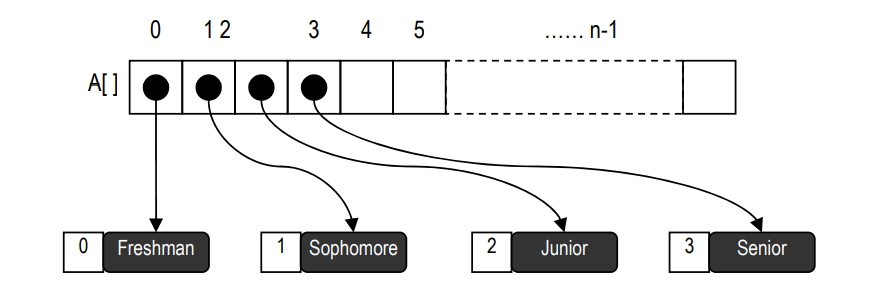 0 1 2 3 4 5 ...... n-1
A[ ]
0 Freshman 1 Sophomore 2 Junior 3 Senior